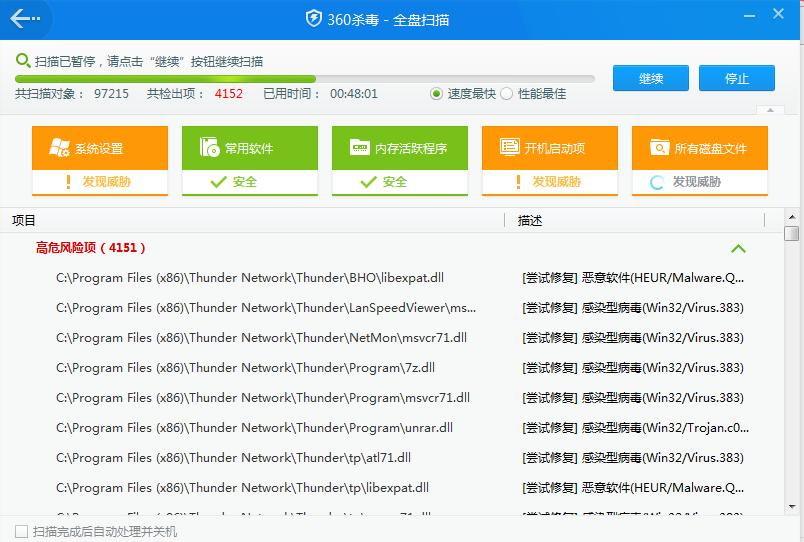 360杀毒 - 全盘扫描
扫描已暂停，请点击“继续”按钮继续扫描
继续
停止
共扫描对象： 97215 共检出项： 4152 已用时间： 00:48:01 速度最快 性能最佳
系统设置
发现威胁
常用软件
安全
内存活跃程序
安全
开机启动项
发现威胁
所有磁盘文件
发现威胁
项目 描述
高危风险项（4151）
C:\Program Files (x86)\Thunder Network\Thunder\BHO\libexpat.dll [尝试修复] 恶意软件(HEUR/Malware.Q...
C:\Program Files (x86)\Thunder Network\Thunder\LanSpeedViewer\ms... [尝试修复] 感染型病毒(Win32/Virus.383)
C:\Program Files (x86)\Thunder Network\Thunder\NetMon\msvcr71.dll [尝试修复] 感染型病毒(Win32/Virus.383)
C:\Program Files (x86)\Thunder Network\Thunder\Program\7z.dll [尝试修复] 感染型病毒(Win32/Virus.383)
C:\Program Files (x86)\Thunder Network\Thunder\Program\msvcr71.dll [尝试修复] 感染型病毒(Win32/Virus.383)
C:\Program Files (x86)\Thunder Network\Thunder\Program\unrar.dll [尝试修复] 感染型病毒(Win32/Trojan.c0...
C:\Program Files (x86)\Thunder Network\Thunder\tp\atl71.dll [尝试修复] 感染型病毒(Win32/Virus.383)
C:\Program Files (x86)\Thunder Network\Thunder\tp\libexpat.dll [尝试修复] 恶意软件(HEUR/Malware.Q...
扫描完成后自动处理并关机